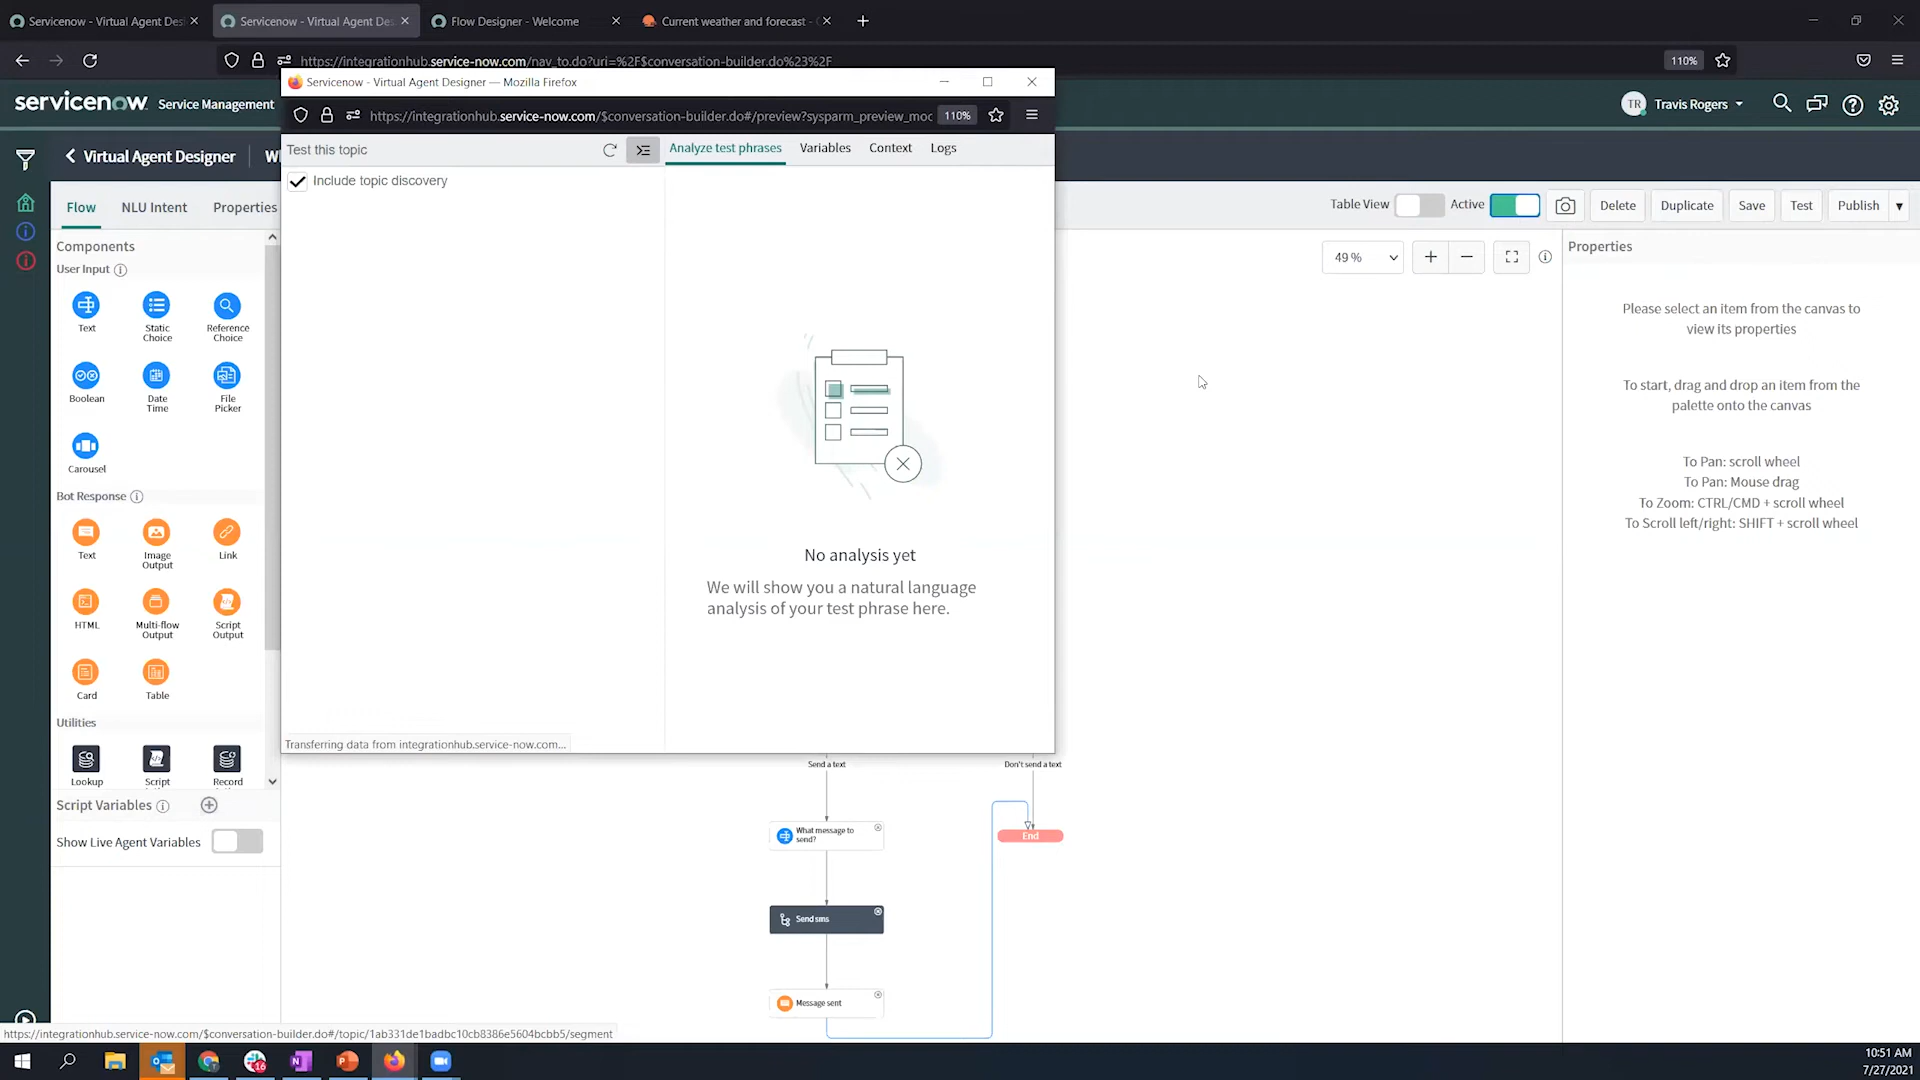 Servicenow - Virtual Agent De
Servicenow - Virtual Agent De
Flow Designer - Welcome
Current weather and forecast -
https://integrationhub.service-now.com/nav_to.do?uri=%2F$conversation-builder.do%23%2F
110%
servicenow Service Management
TR Travis Rogers
Servicenow - Virtual Agent Designer — Mozilla Firefox
https://integrationhub.service-now.com/$conversation-builder.do#/preview?sysparm_preview_moc
110%
Virtual Agent Designer
Test this topic
Analyze test phrases
Variables
Context
Logs
Include topic discovery
No analysis yet
We will show you a natural language
analysis of your test phrase here.
Transferring data from integrationhub.service-now.com...
Flow
NLU Intent
Properties
Table View
Active
Delete
Duplicate
Save
Test
Publish
Components
User Input
Text
Static
Choice
Reference
Choice
Boolean
Date
Time
File
Picker
Carousel
Bot Response
Text
Image
Output
Link
HTML
Multi-flow
Output
Script
Output
Card
Table
Utilities
Lookup
Script
Record
Script Variables
Show Live Agent Variables
49 %
Properties
Please select an item from the canvas to
view its properties
To start, drag and drop an item from the
palette onto the canvas
To Pan: scroll wheel
To Pan: Mouse drag
To Zoom: CTRL/CMD + scroll wheel
To Scroll left/right: SHIFT + scroll wheel
Send a text
Don't send a text
What message to
send?
End
Send sms
Message sent
https://integrationhub.service-now.com/$conversation-builder.do#/topic/1ab331de1badbc10cb8386e5604bcbb5/segment
16
10:51 AM
7/27/2021